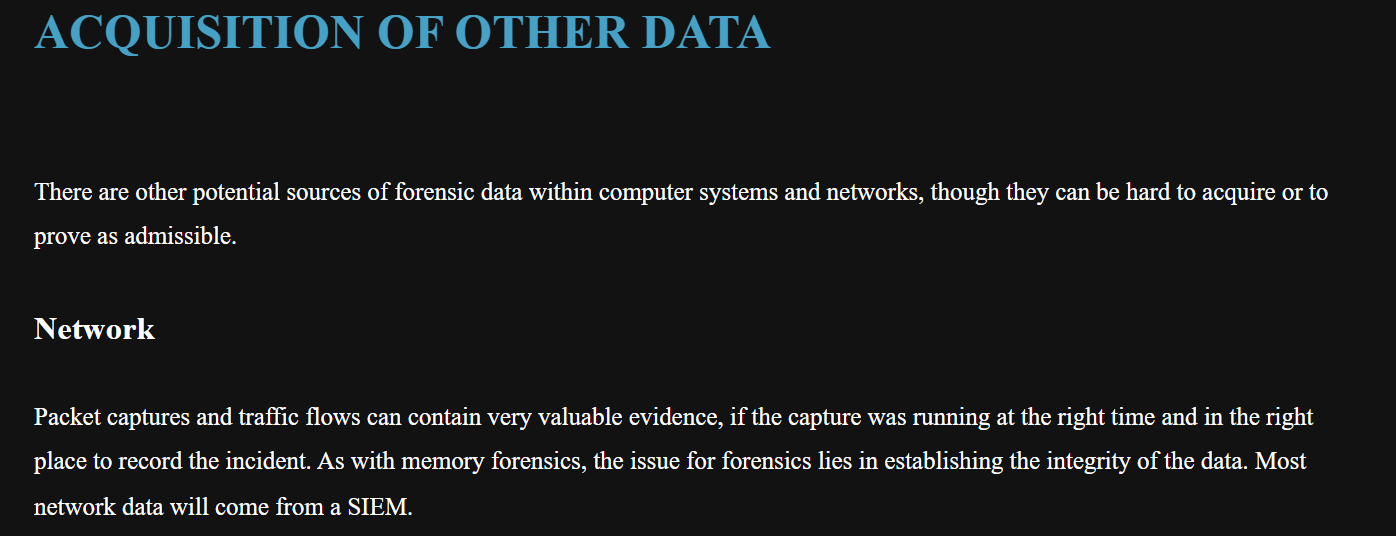 ACQUISITION OF OTHER DATA
There are other potential sources of forensic data within computer systems and networks, though they can be hard to acquire or to
prove as admissible.
Network
Packet captures and traffic flows can contain very valuable evidence, if the capture was running at the right time and in the right
place to record the incident. As with memory forensics, the issue for forensics lies in establishing the integrity of the data. Most
network data will come from a SIEM.